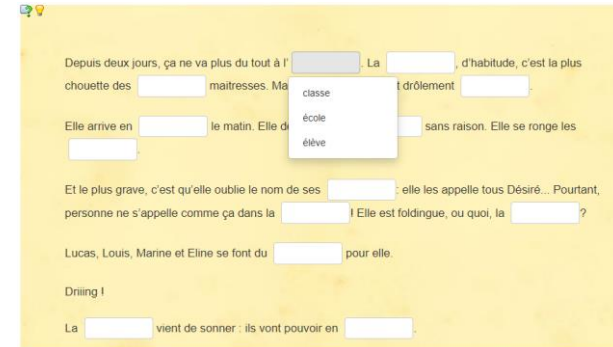 Depuis deux jours, ça ne va plus du tout à l' . La , d'habitude, c'est la plus
chouette des maitresses. Ma t drôlement .
classe
école
élève
Elle arrive en le matin. Elle d sans raison. Elle se ronge les
.
Et le plus grave, c'est qu'elle oublie le nom de ses : elle les appelle tous Désiré... Pourtant,
personne ne s'appelle comme ça dans la ! Elle est foldingue, ou quoi, la ?
Lucas, Louis, Marine et Eline se font du pour elle.
Driiing !
La vient de sonner : ils vont pouvoir en .